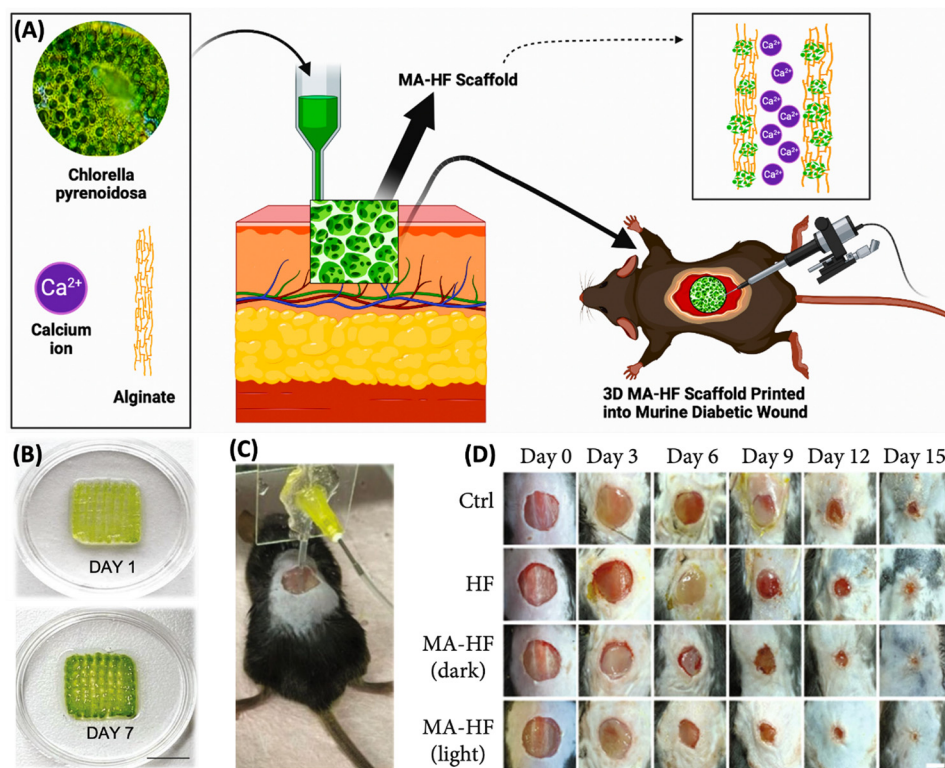 (A)
Chlorella
pyrenoidosa
Ca2+
Calcium
ion
Alginate
MA-HF Scaffold
Ca2+
Ca2+
Ca2+
Ca2+
Ca2+
Ca2+
Ca2+
3D MA-HF Scaffold Printed
into Murine Diabetic Wound
(B)
DAY 1
DAY 7
(C)
(D)
Day 0 Day 3 Day 6 Day 9 Day 12 Day 15
Ctrl
HF
MA-HF
(dark)
MA-HF
(light)